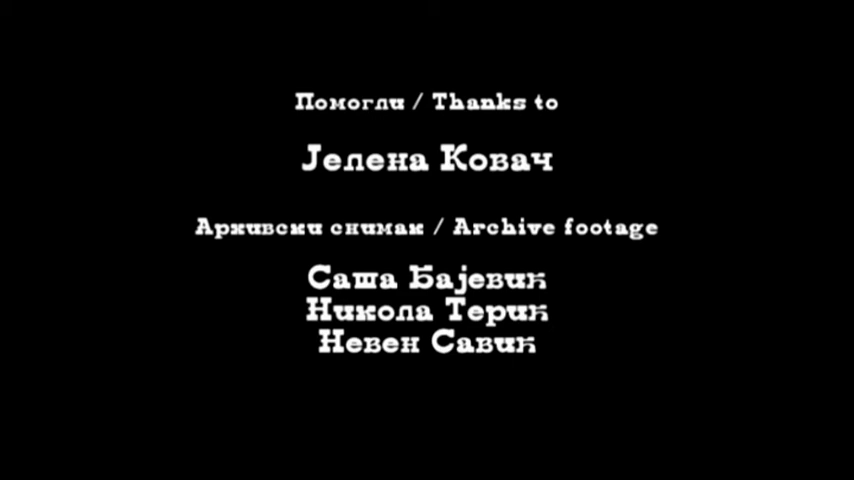 Помогли / Thanks to
Јелена Ковач
Архивски снимак / Archive footage
Саша Бајевић
Никола Терић
Невен Савић